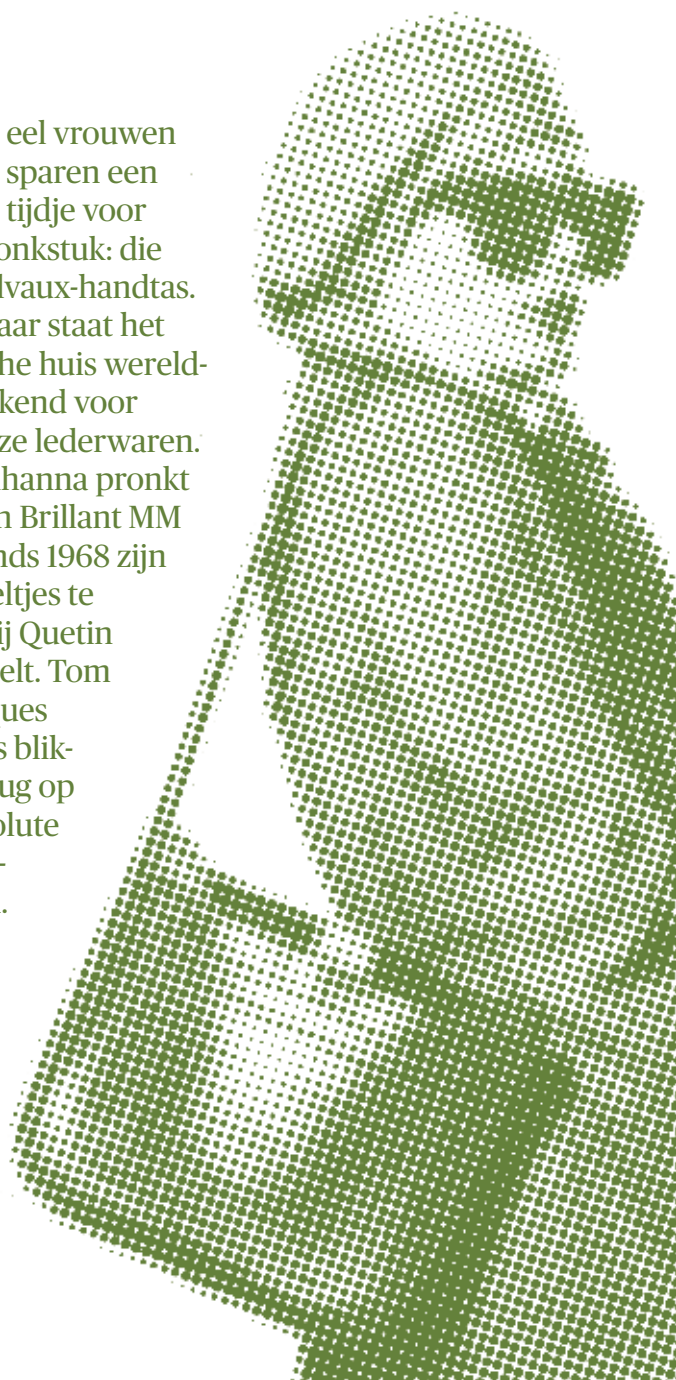 eel vrouwen
sparen een
tijdje voor
onkstuk: die
lvaux-handtas.
aar staat het
he huis wereld-
kend voor
ze lederwaren.
hanna pronkt
n Brillant MM
nds 1968 zijn
eltjes te
ij Quetin
elt. Tom
ues
s blik-
ug op
olute
-
.